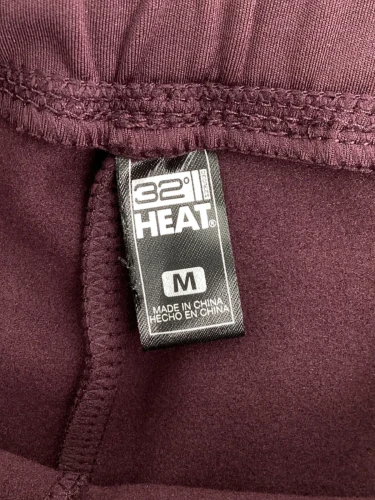 32°
HEAT®
M
MADE IN CHINA
HECHO EN CHINA